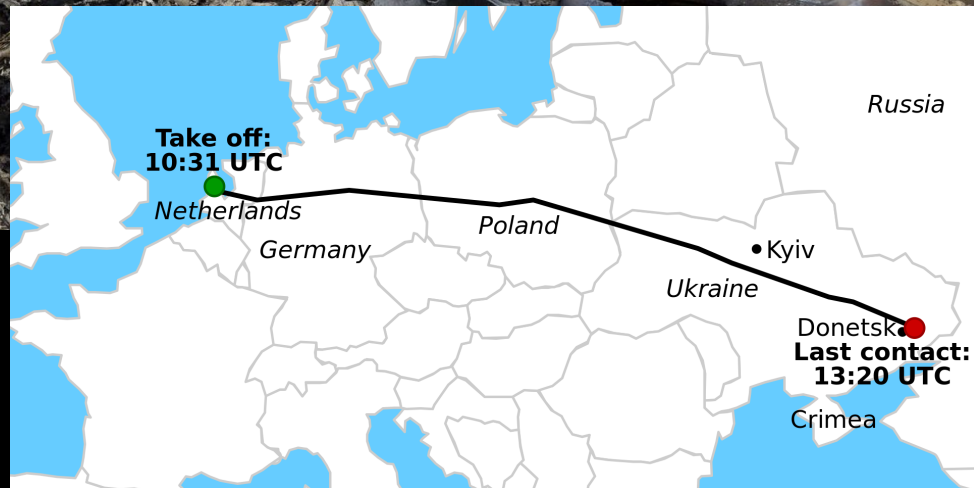 Russia
Take off:
10:31 UTC
Netherlands
Poland
Germany
Kyiv
Ukraine
Donetsk
Last contact:
13:20 UTC
Crimea